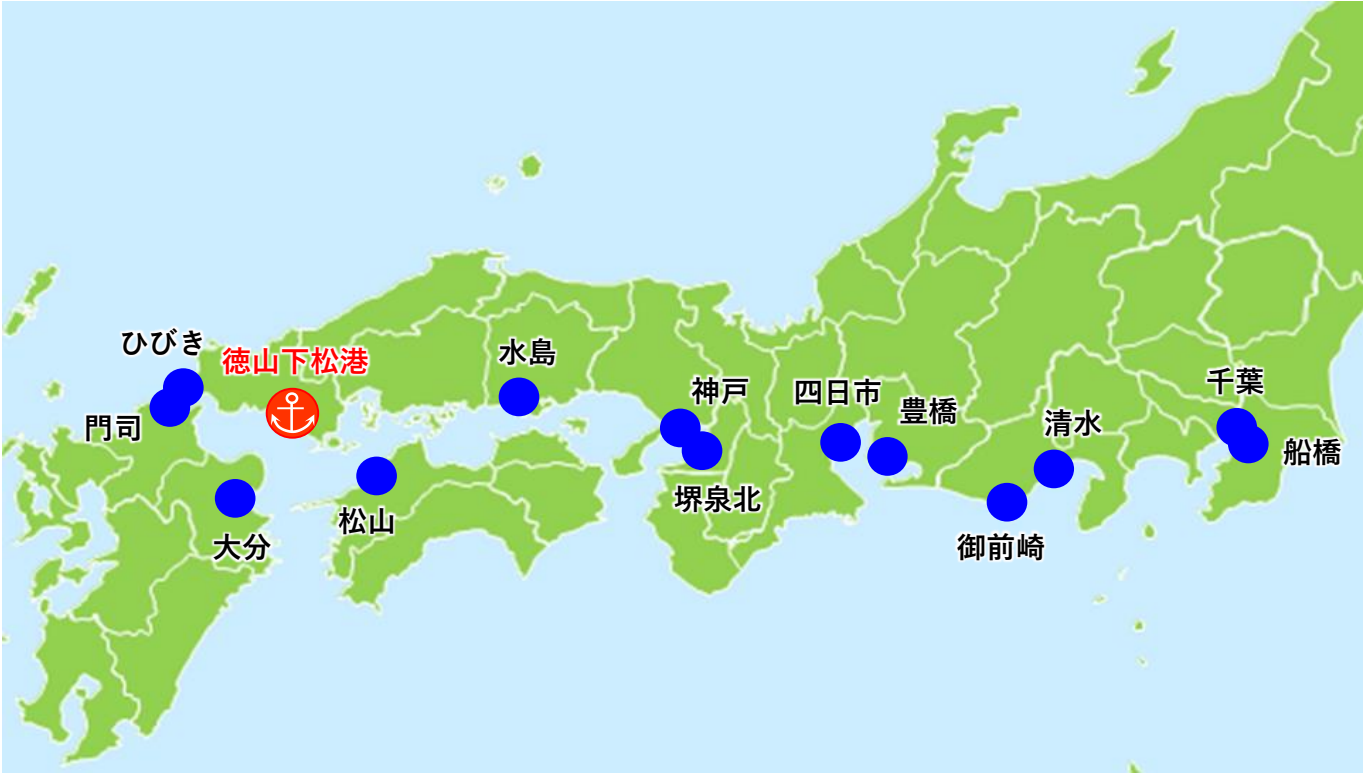 ひびき
徳山下松港
水島
神戸
四日市
千葉
豊橋
清水
門司
船橋
堺泉北
松山
大分
御前崎